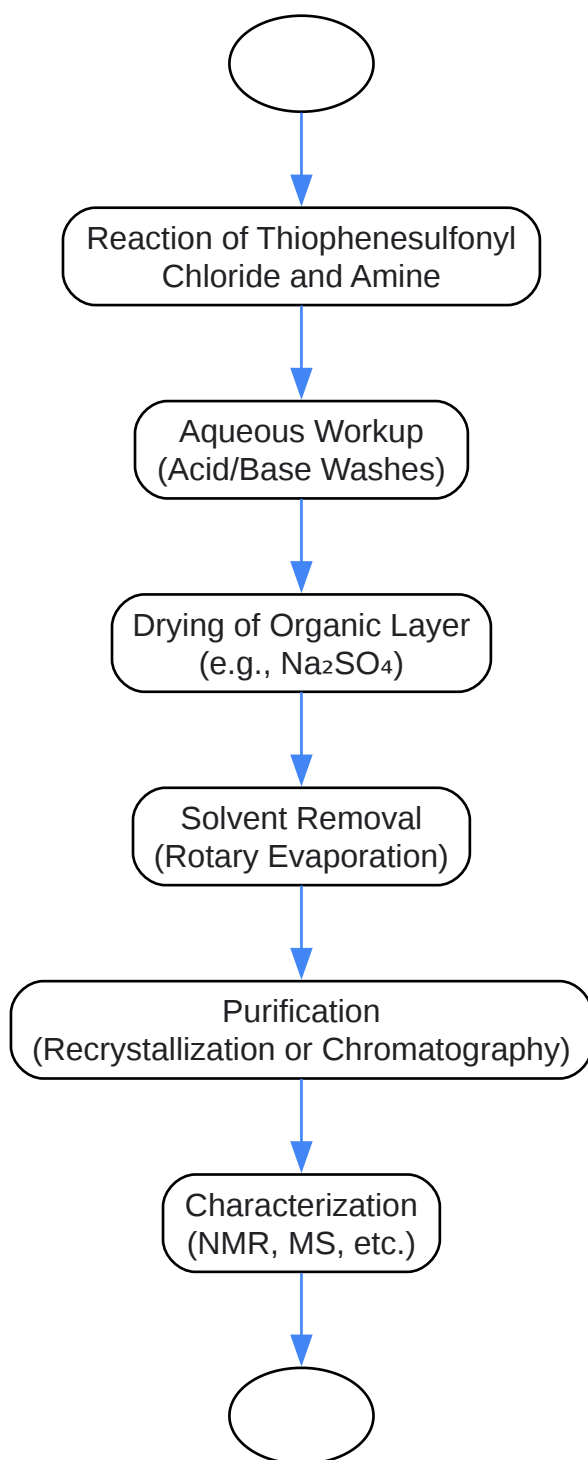 Reaction of Thiophenesulfonyl
Chloride and Amine
Aqueous Workup
(Acid/Base Washes)
Drying of Organic Layer
(e.g., Na₂SO₄)
Solvent Removal
(Rotary Evaporation)
Purification
(Recrystallization or Chromatography)
Characterization
(NMR, MS, etc.)